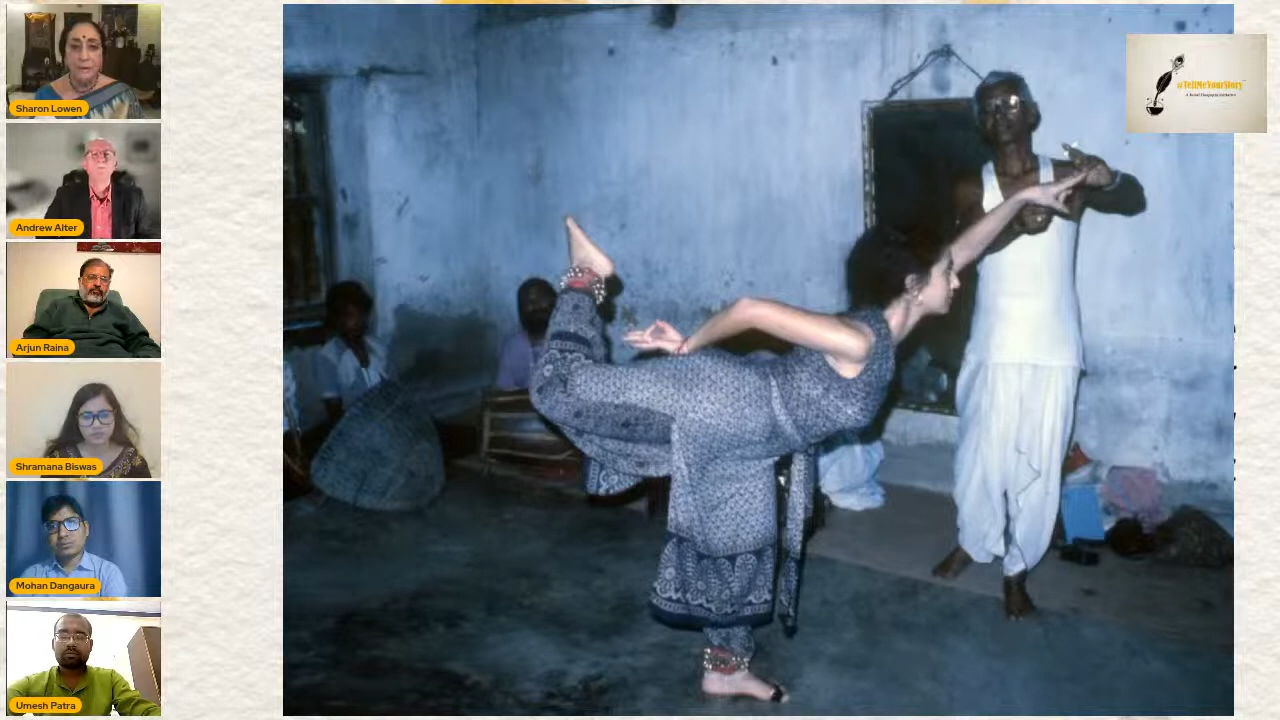 Sharon Lowen
Andrew Alter
Arjun Raina
Shramana Biswas
Mohan Dangaura
Umesh Patra
#TellMeYourStory